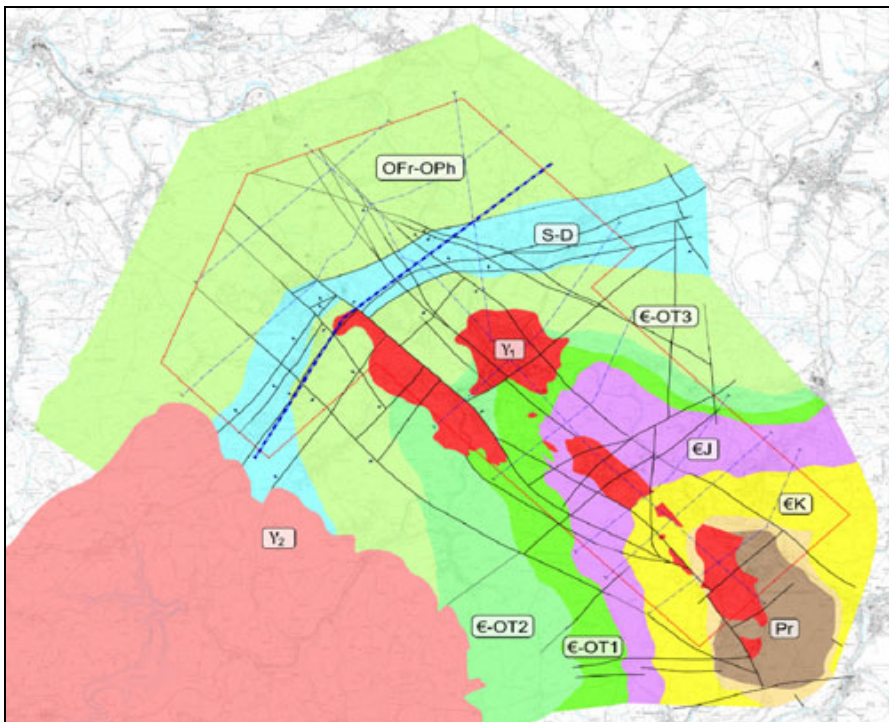 OFr-OPh
S-D
€-OT3
γ₁
€J
€K
γ₂
€-OT2
€-OT1
Pr